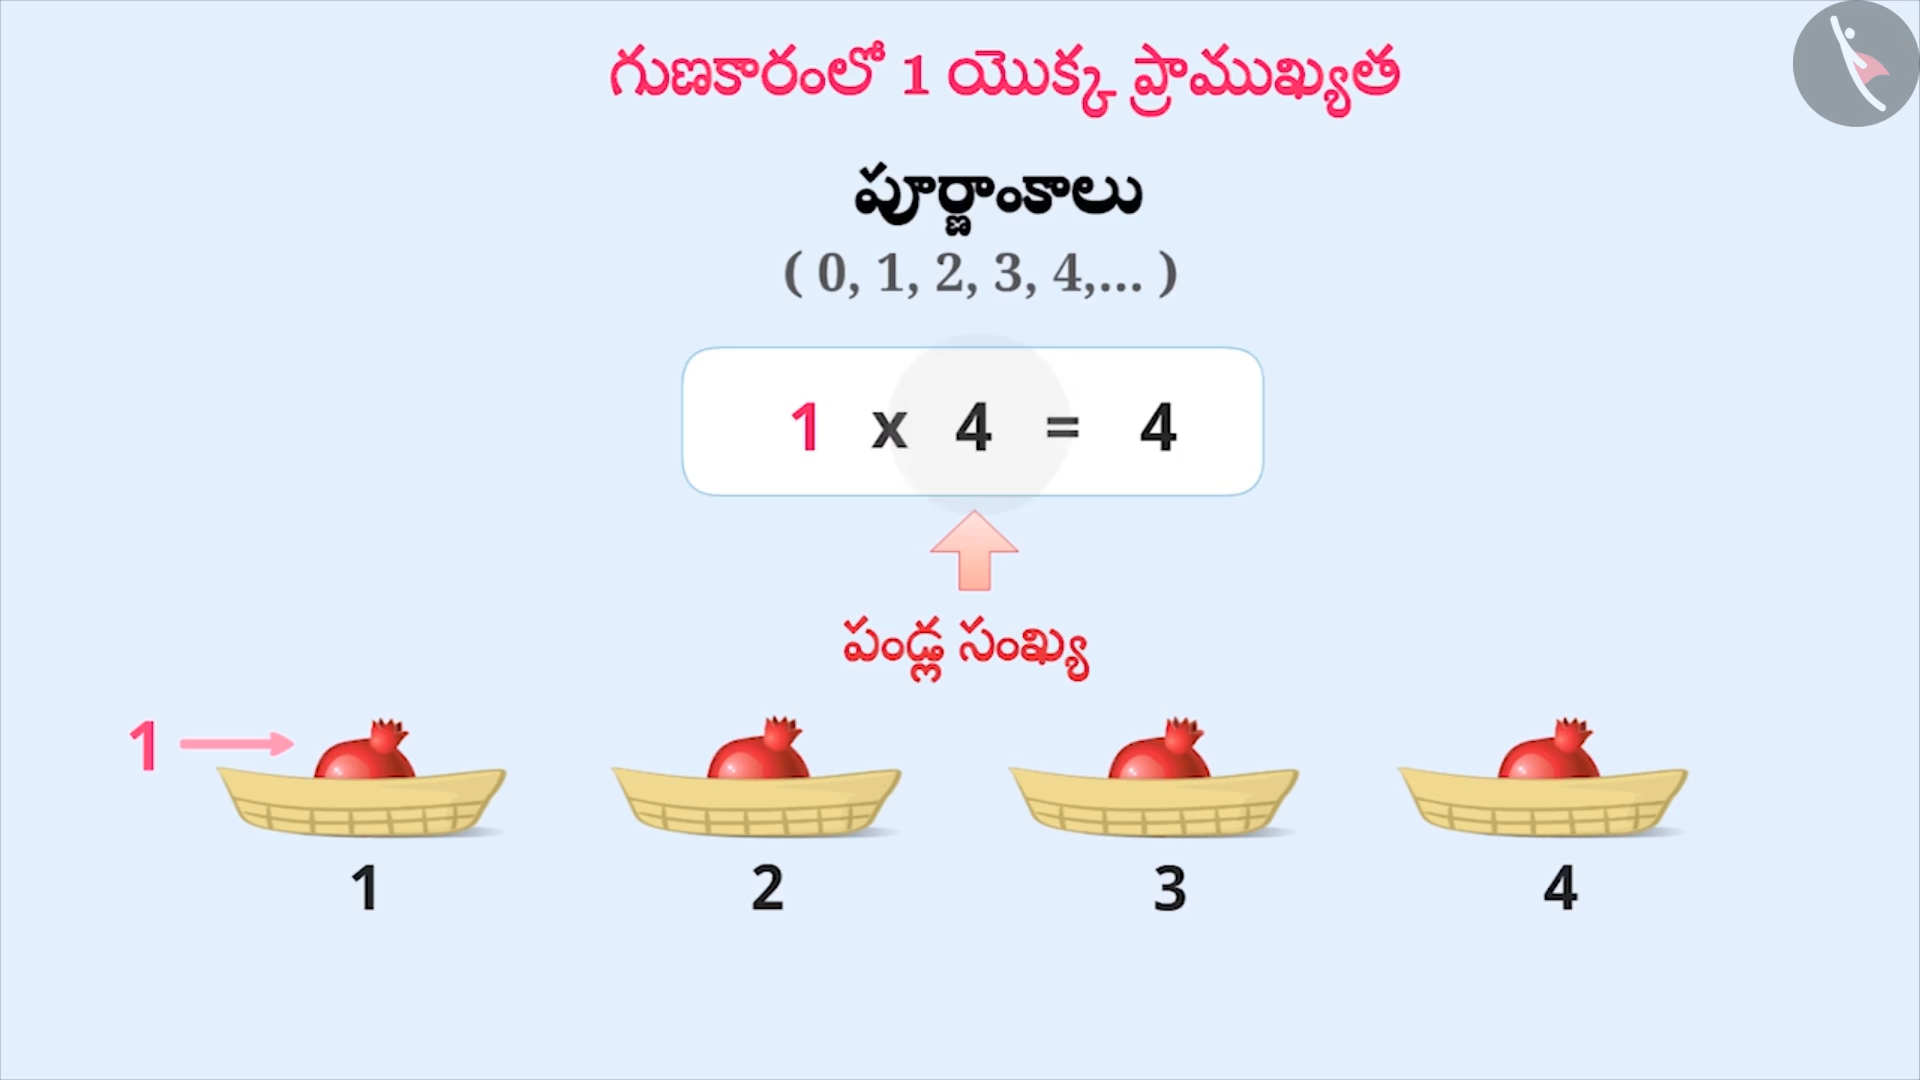 గుణకారంలో 1 యొక్క ప్రాముఖ్యత
పూర్ణాంకాలు
( 0, 1, 2, 3, 4,... )
1 x 4 = 4
పండ్ల సంఖ్య
1
1 2 3 4